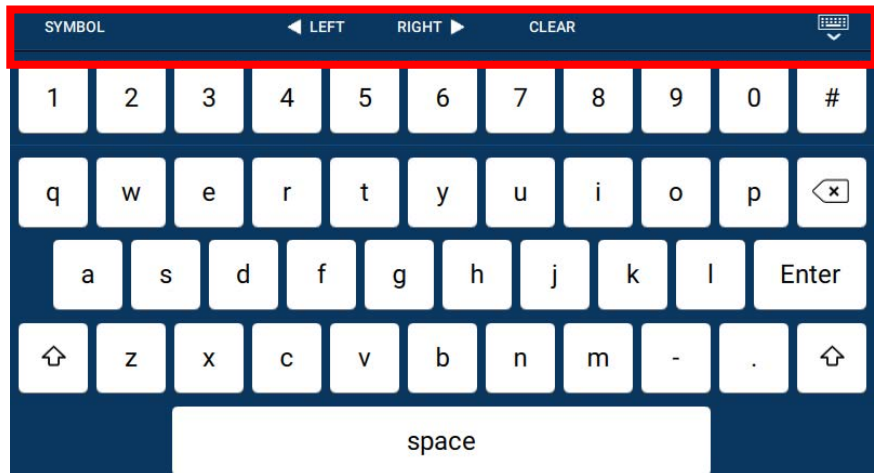 SYMBOL ◀ LEFT RIGHT ▶ CLEAR
1 2 3 4 5 6 7 8 9 0 #
q w e r t y u i o p
a s d f g h j k l Enter
z x c v b n m - .
space